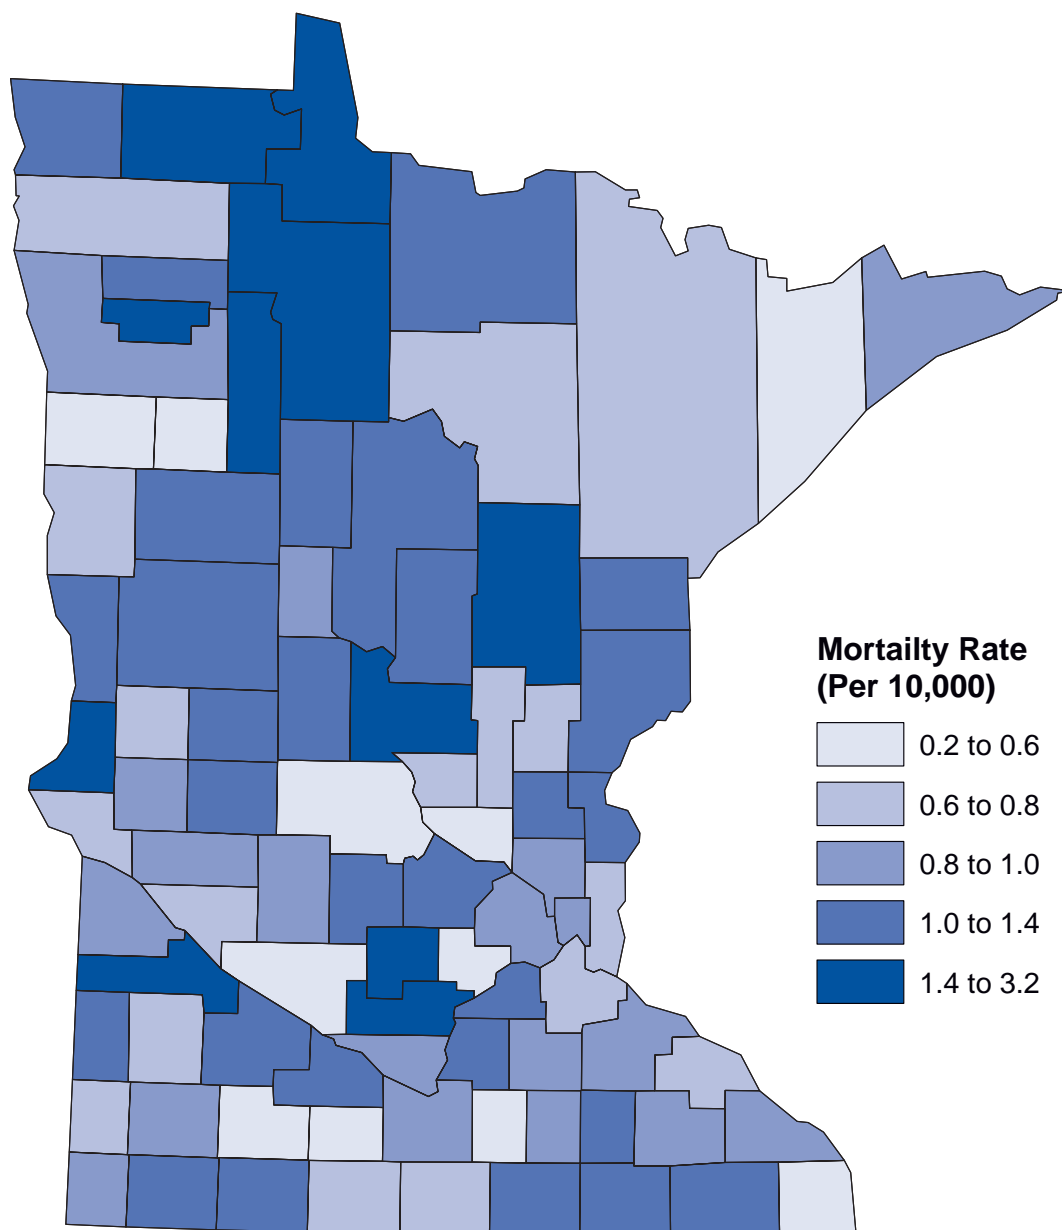 Mortailty Rate
(Per 10,000)
0.2 to 0.6
0.6 to 0.8
0.8 to 1.0
1.0 to 1.4
1.4 to 3.2